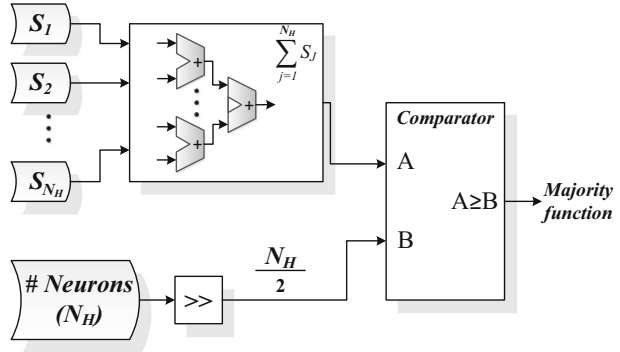 S1
S2
SNH
+
+
+
NH
∑ SJ
j=1
Comparator
A
B
A≥B
Majority
function
# Neurons
(NH)
>>
NH
2